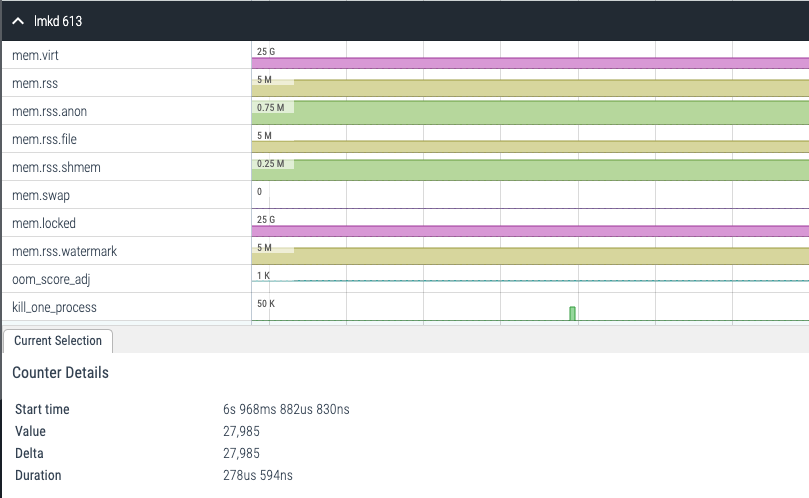 lmkd 613
mem.virt 25 G
mem.rss 5 M
mem.rss.anon 0.75 M
mem.rss.file 5 M
mem.rss.shmem 0.25 M
mem.swap 0
mem.locked 25 G
mem.rss.watermark 5 M
oom_score_adj 1 K
kill_one_process 50 K
Current Selection
Counter Details
Start time 6s 968ms 882us 830ns
Value 27,985
Delta 27,985
Duration 278us 594ns